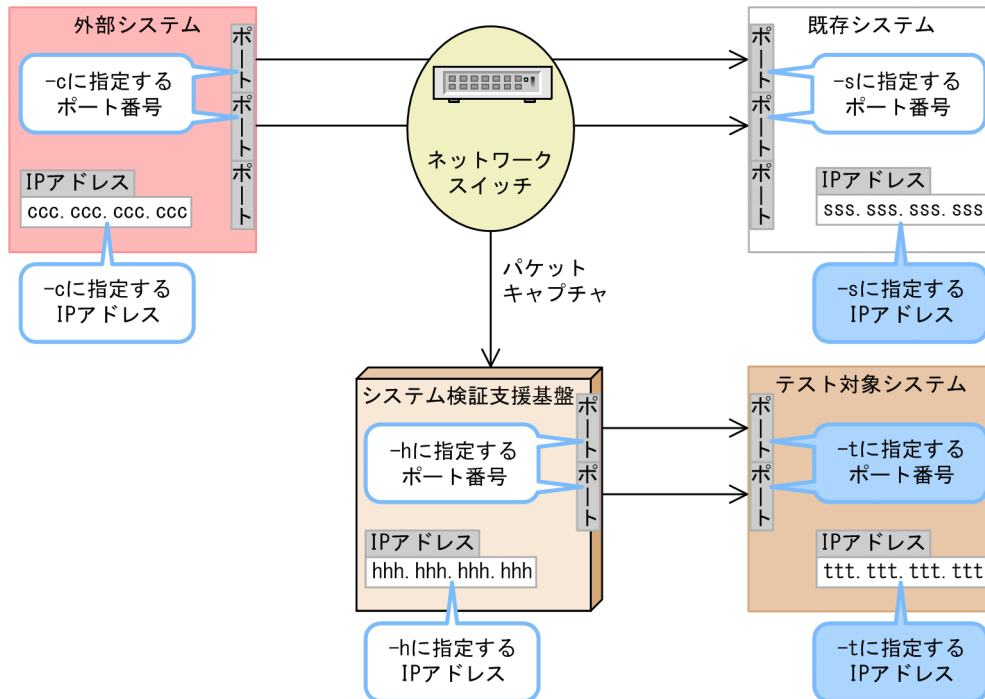 外部システム
ポート
ポート
ポート
-cに指定する
ポート番号
IPアドレス
ccc.ccc.ccc.ccc
-cに指定する
IPアドレス
ネットワーク
スイッチ
パケット
キャプチャ
既存システム
ポート
ポート
ポート
-sに指定する
ポート番号
IPアドレス
sss.sss.sss.sss
-sに指定する
IPアドレス
システム検証支援基盤
ポート
ポート
-hに指定する
ポート番号
IPアドレス
hhh.hhh.hhh.hhh
-hに指定する
IPアドレス
テスト対象システム
ポート
ポート
-tに指定する
ポート番号
IPアドレス
ttt.ttt.ttt.ttt
-tに指定する
IPアドレス